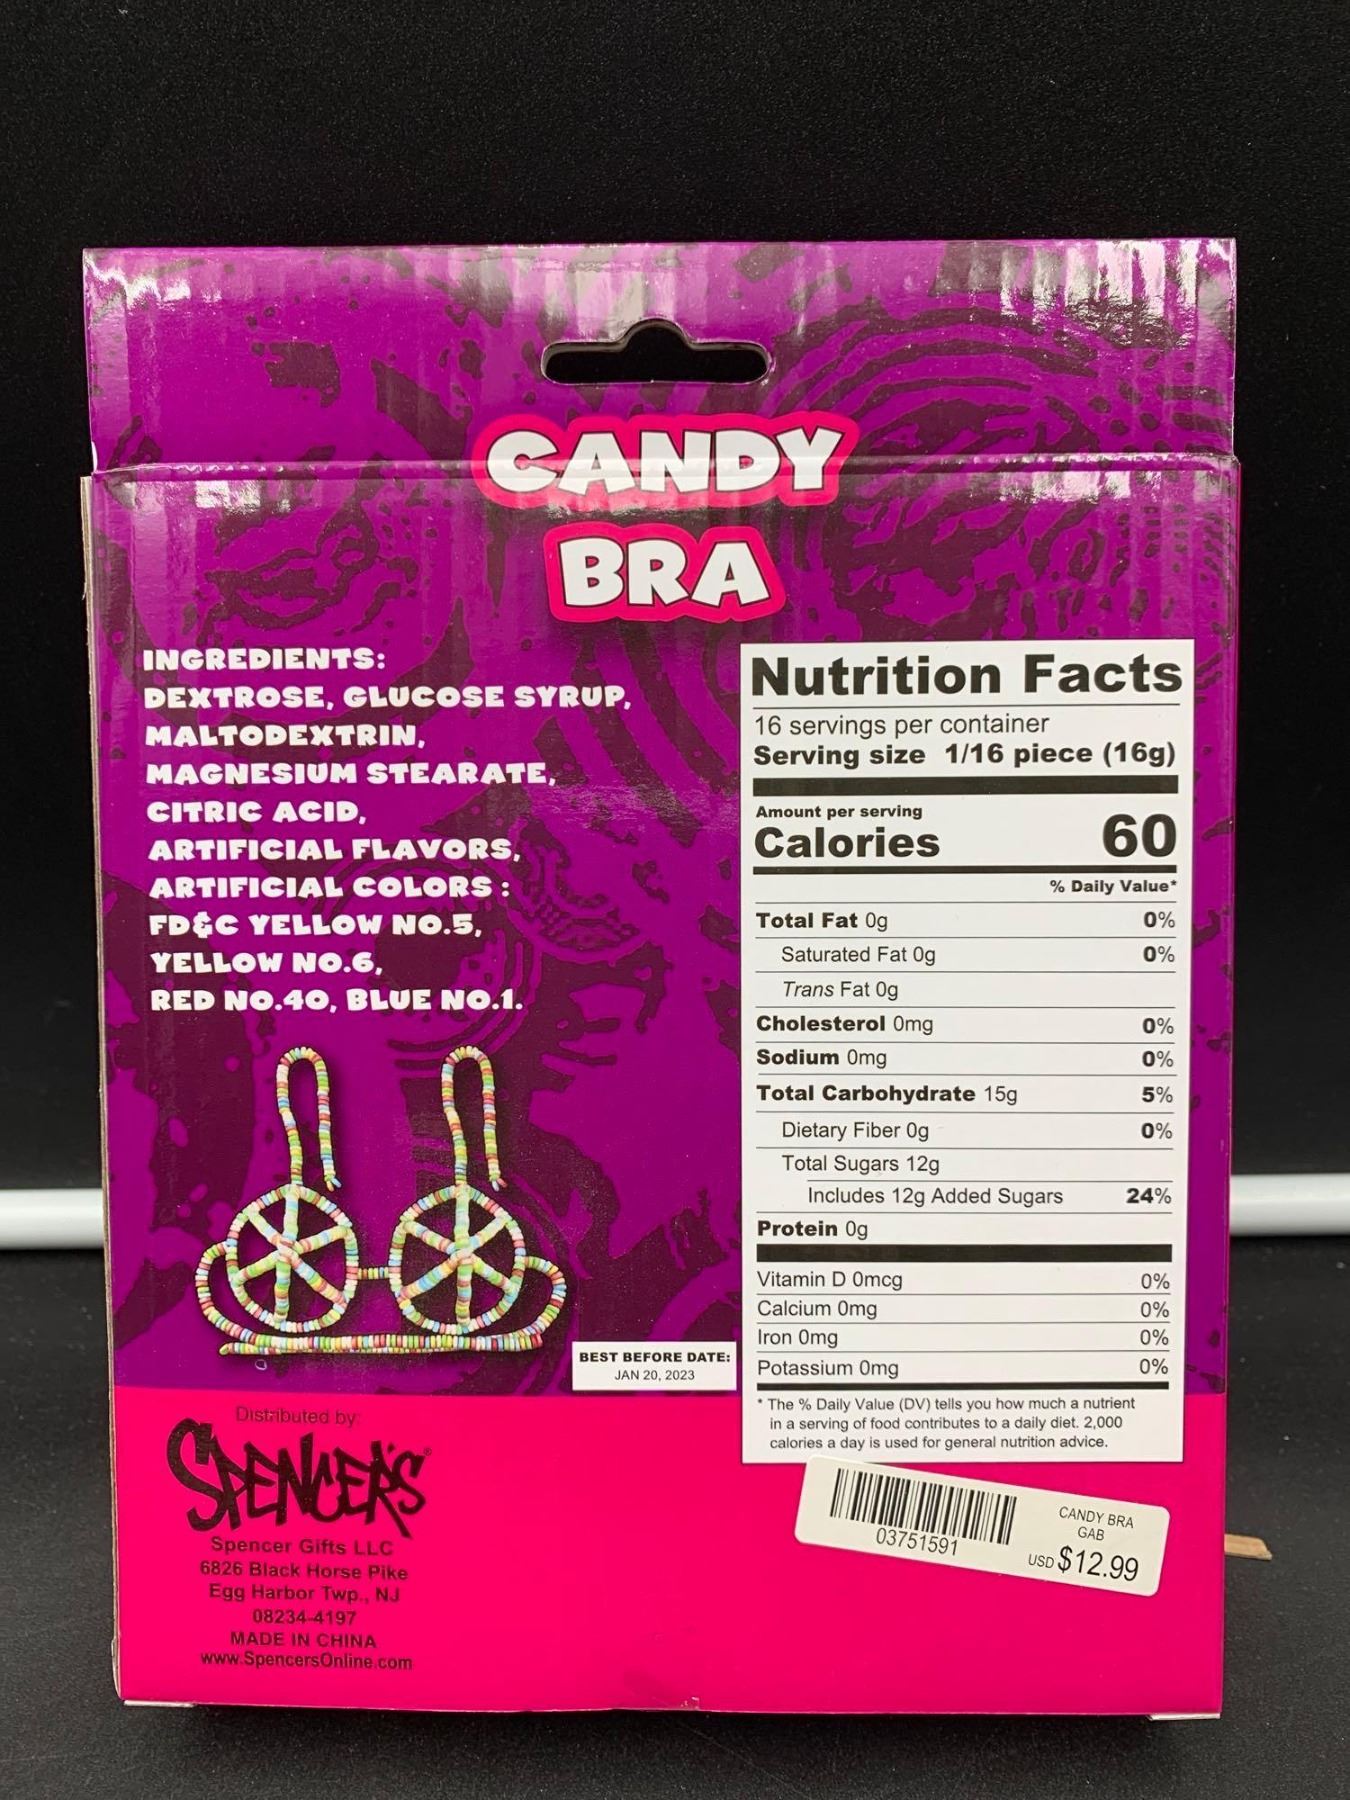 CANDY
BRA
INGREDIENTS:
DEXTROSE, GLUCOSE SYRUP,
MALTODEXTRIN,
MAGNESIUM STEARATE,
CITRIC ACID,
ARTIFICIAL FLAVORS,
ARTIFICIAL COLORS :
FD&C YELLOW NO.5,
YELLOW NO.6,
RED NO.40, BLUE NO.1.
BEST BEFORE DATE:
JAN 20, 2023
Nutrition Facts
16 servings per container
Serving size 1/16 piece (16g)
Amount per serving
Calories 60
% Daily Value*
Total Fat 0g 0%
Saturated Fat 0g 0%
Trans Fat 0g
Cholesterol 0mg 0%
Sodium 0mg 0%
Total Carbohydrate 15g 5%
Dietary Fiber 0g 0%
Total Sugars 12g
Includes 12g Added Sugars 24%
Protein 0g
Vitamin D 0mcg 0%
Calcium 0mg 0%
Iron 0mg 0%
Potassium 0mg 0%
* The % Daily Value (DV) tells you how much a nutrient
in a serving of food contributes to a daily diet. 2,000
calories a day is used for general nutrition advice.
Distributed by:
SPENCER'S®
Spencer Gifts LLC
6826 Black Horse Pike
Egg Harbor Twp., NJ
08234-4197
MADE IN CHINA
www.SpencersOnline.com
03751591
CANDY BRA
GAB
USD $12.99